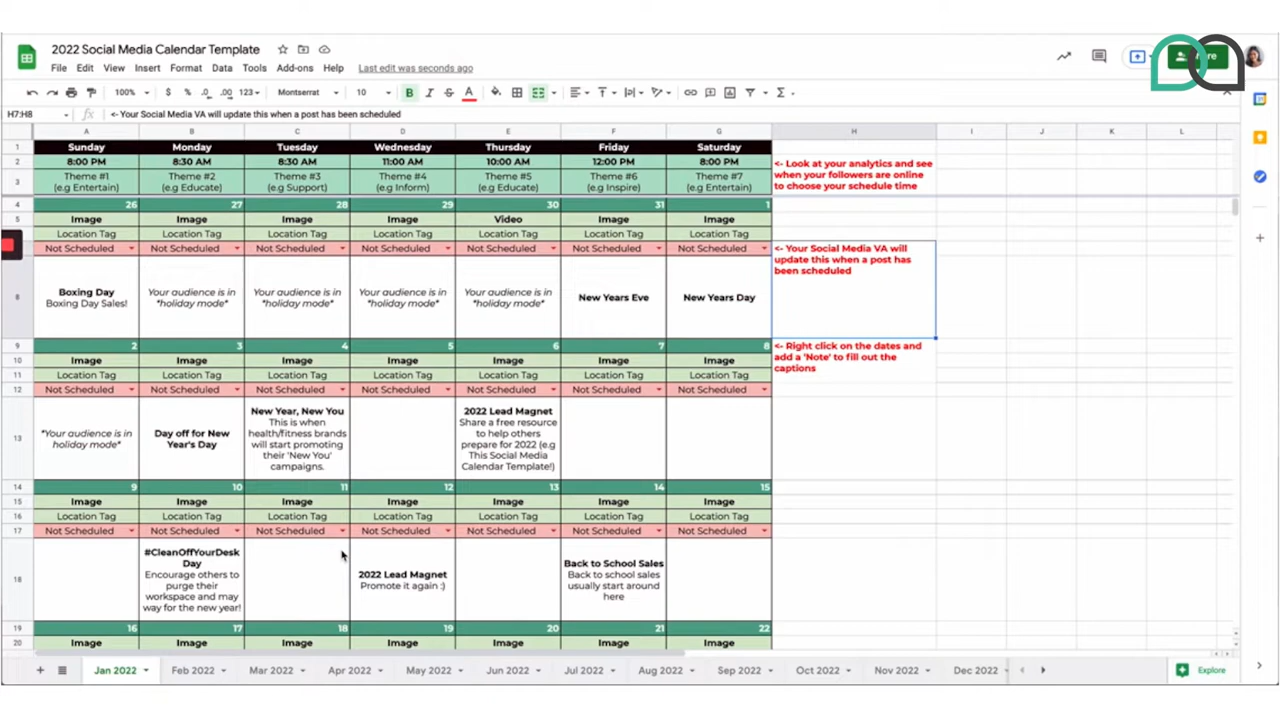 2022 Social Media Calendar Template
File Edit View Insert Format Data Tools Add-ons Help Last edit was seconds ago
100% $ % .0 .00 123 Montserrat 10 B I S A Σ
H7:H8 fx <- Your Social Media VA will update this when a post has been scheduled
A B C D E F G H I J K L
1 Sunday Monday Tuesday Wednesday Thursday Friday Saturday
2 8:00 PM 8:30 AM 8:30 AM 11:00 AM 10:00 AM 12:00 PM 8:00 PM
3 Theme #1 Theme #2 Theme #3 Theme #4 Theme #5 Theme #6 Theme #7
(e.g Entertain) (e.g Educate) (e.g Support) (e.g Inform) (e.g Educate) (e.g Inspire) (e.g Entertain)
<- Look at your analytics and see
when your followers are online
to choose your schedule time
4 26 27 28 29 30 31 1
5 Image Image Image Image Video Image Image
Location Tag Location Tag Location Tag Location Tag Location Tag Location Tag Location Tag
Not Scheduled Not Scheduled Not Scheduled Not Scheduled Not Scheduled Not Scheduled Not Scheduled
<- Your Social Media VA will
update this when a post has
been scheduled
8
Boxing Day
Boxing Day Sales!
Your audience is in
*holiday mode*
Your audience is in
*holiday mode*
Your audience is in
*holiday mode*
Your audience is in
*holiday mode*
New Years Eve
New Years Day
9 2 3 4 5 6 7 8
<- Right click on the dates and
add a 'Note' to fill out the
captions
10 Image Image Image Image Image Image Image
11 Location Tag Location Tag Location Tag Location Tag Location Tag Location Tag Location Tag
12 Not Scheduled Not Scheduled Not Scheduled Not Scheduled Not Scheduled Not Scheduled Not Scheduled
13
*Your audience is in
holiday mode*
Day off for New
Year's Day
New Year, New You
This is when
health/fitness brands
will start promoting
their 'New You'
campaigns.
2022 Lead Magnet
Share a free resource
to help others
prepare for 2022 (e.g
This Social Media
Calendar Template!)
14 9 10 11 12 13 14 15
15 Image Image Image Image Image Image Image
16 Location Tag Location Tag Location Tag Location Tag Location Tag Location Tag Location Tag
17 Not Scheduled Not Scheduled Not Scheduled Not Scheduled Not Scheduled Not Scheduled Not Scheduled
18
#CleanOffYourDesk
Day
Encourage others to
purge their
workspace and may
way for the new year!
2022 Lead Magnet
Promote it again :)
Back to School Sales
Back to school sales
usually start around
here
19 16 17 18 19 20 21 22
20 Image Image Image Image Image Image Image
Jan 2022 Feb 2022 Mar 2022 Apr 2022 May 2022 Jun 2022 Jul 2022 Aug 2022 Sep 2022 Oct 2022 Nov 2022 Dec 2022 Explore